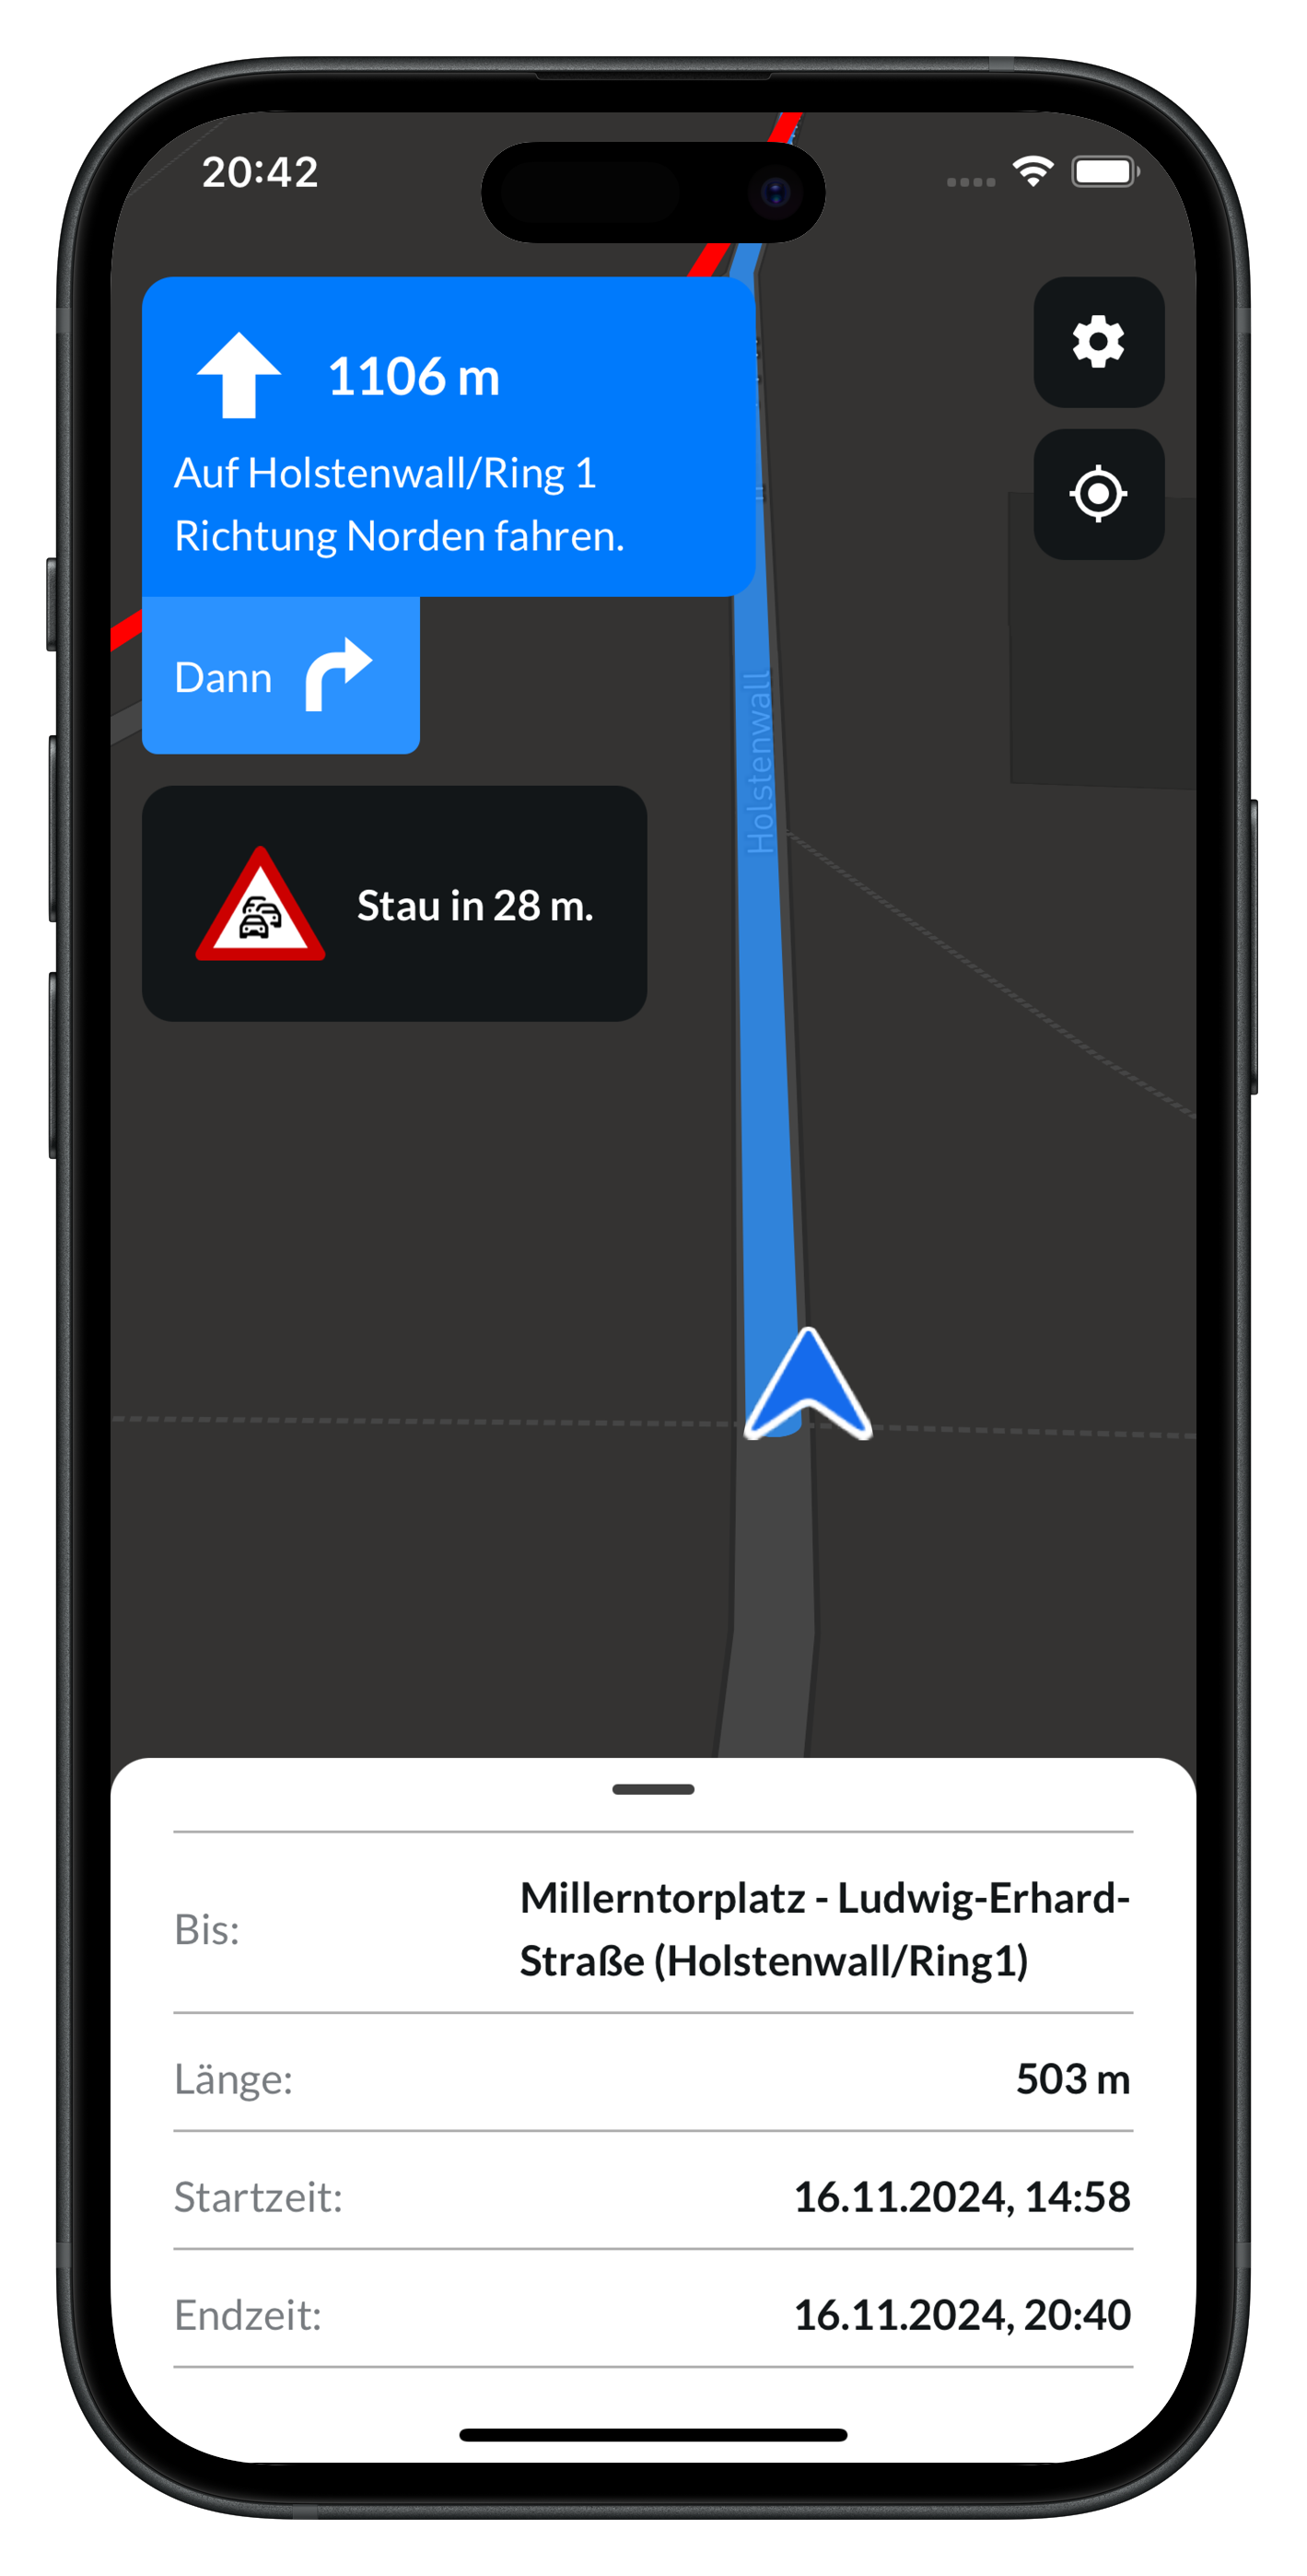 20:42
1106 m
Auf Holstenwall/Ring 1
Richtung Norden fahren.
Dann
Holstenwall
Stau in 28 m.
Bis:
Millerntorplatz - Ludwig-Erhard-
Straße (Holstenwall/Ring1)
Länge:
503 m
Startzeit:
16.11.2024, 14:58
Endzeit:
16.11.2024, 20:40